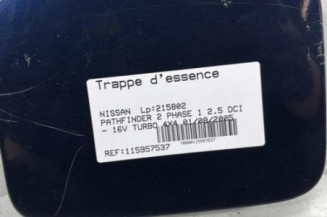 Trappe d'essence
NISSAN Lp:215802
PATHFINDER 2 PHASE 1 2.5 DCI
- 16V TURBO 4X4 01/08/2005
REF:115957537